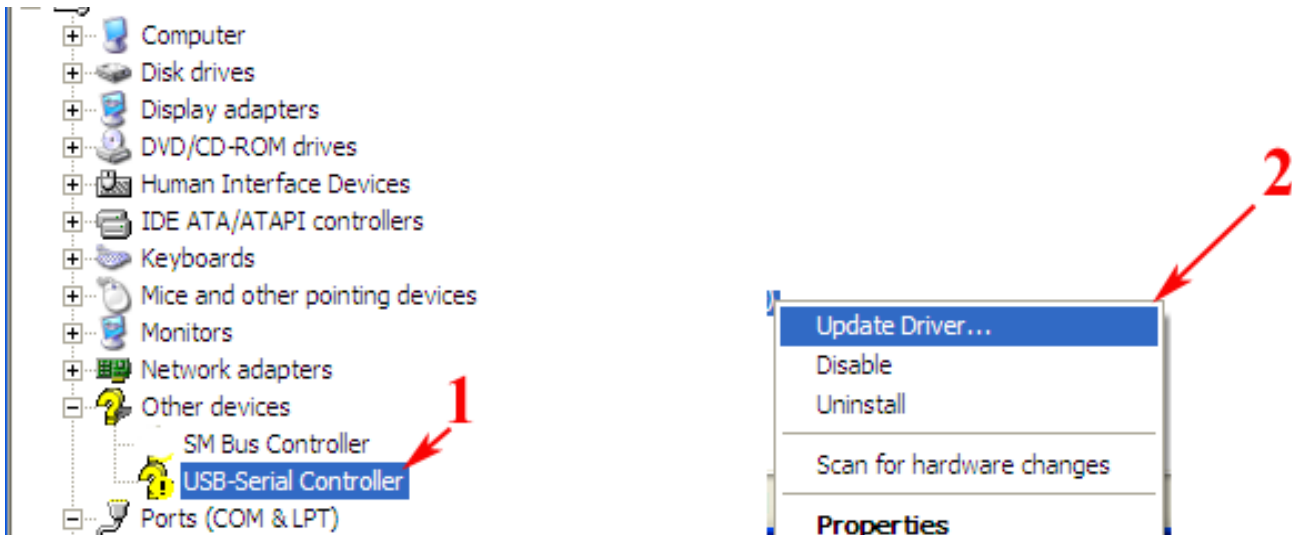 Computer
Disk drives
Display adapters
DVD/CD-ROM drives
Human Interface Devices
IDE ATA/ATAPI controllers
Keyboards
Mice and other pointing devices
Monitors
Network adapters
Other devices
SM Bus Controller
USB-Serial Controller
Ports (COM & LPT)
1
2
Update Driver...
Disable
Uninstall
Scan for hardware changes
Properties